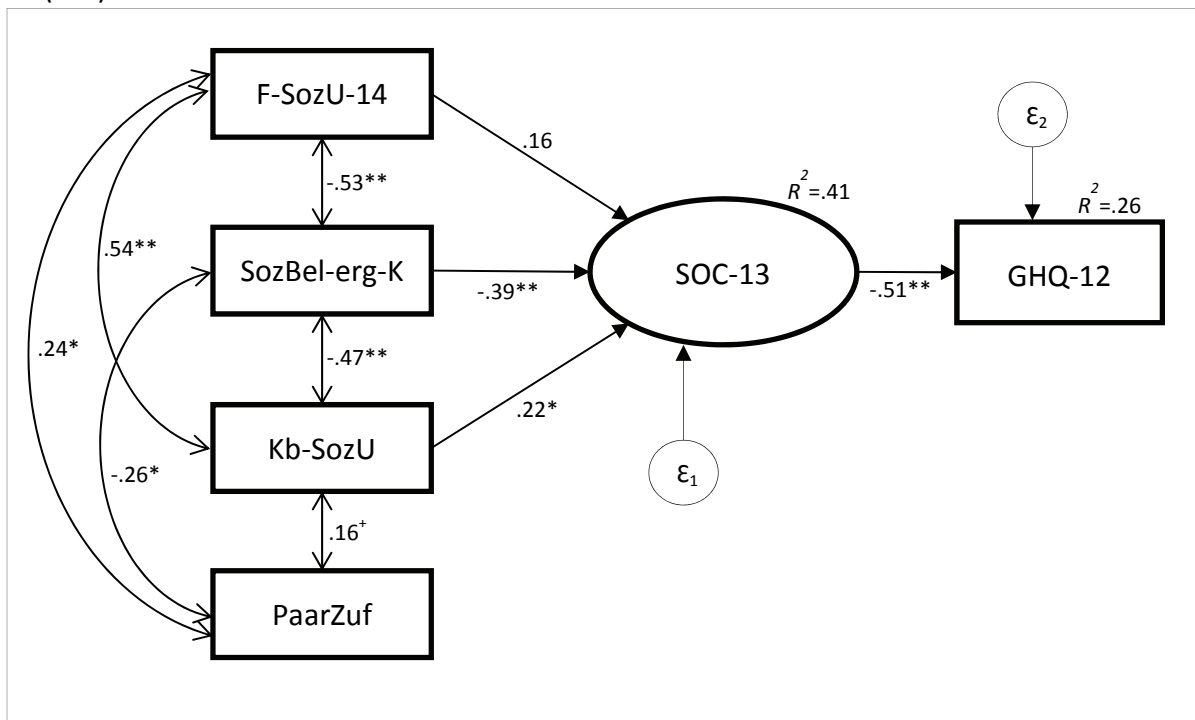 F-SozU-14
.16
-.53**
R²=.41
ε₂
R²=.26
.54**
SozBel-erg-K
-.39**
SOC-13
-.51**
GHQ-12
.24*
-.47**
Kb-SozU
.22*
-.26*
ε₁
.16⁺
PaarZuf